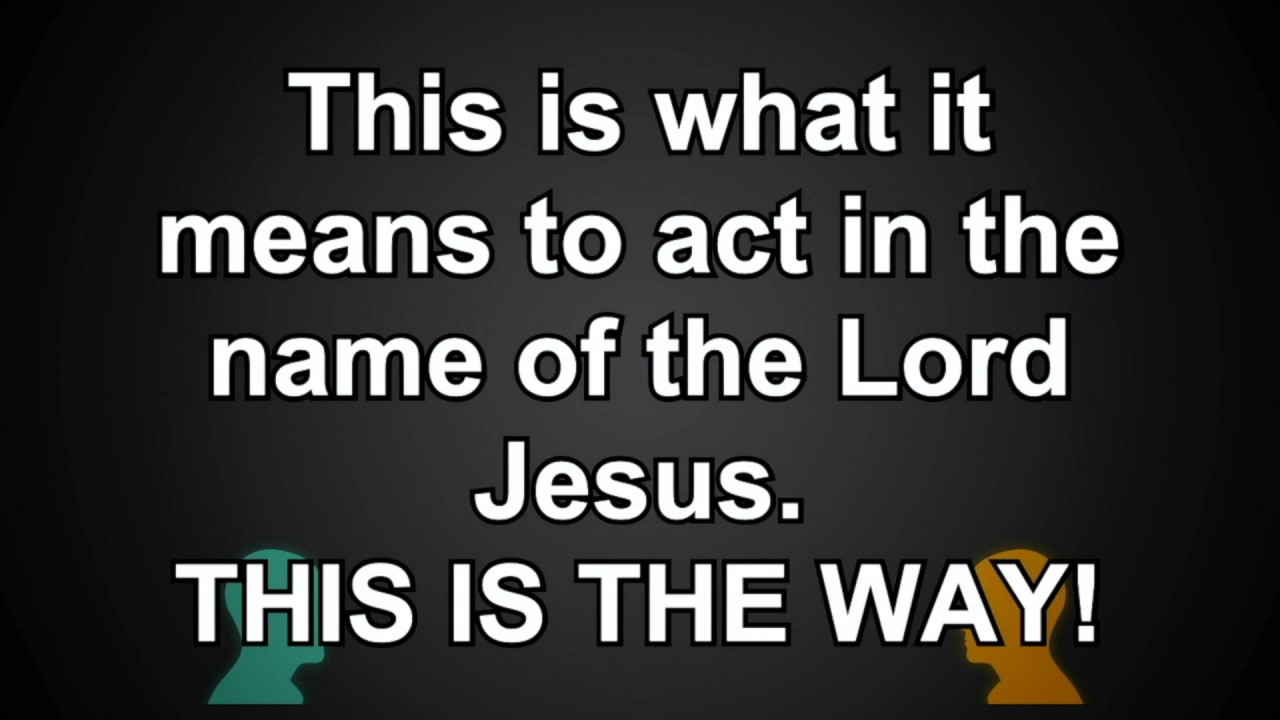 This is what it
means to act in the
name of the Lord
Jesus.
THIS IS THE WAY!